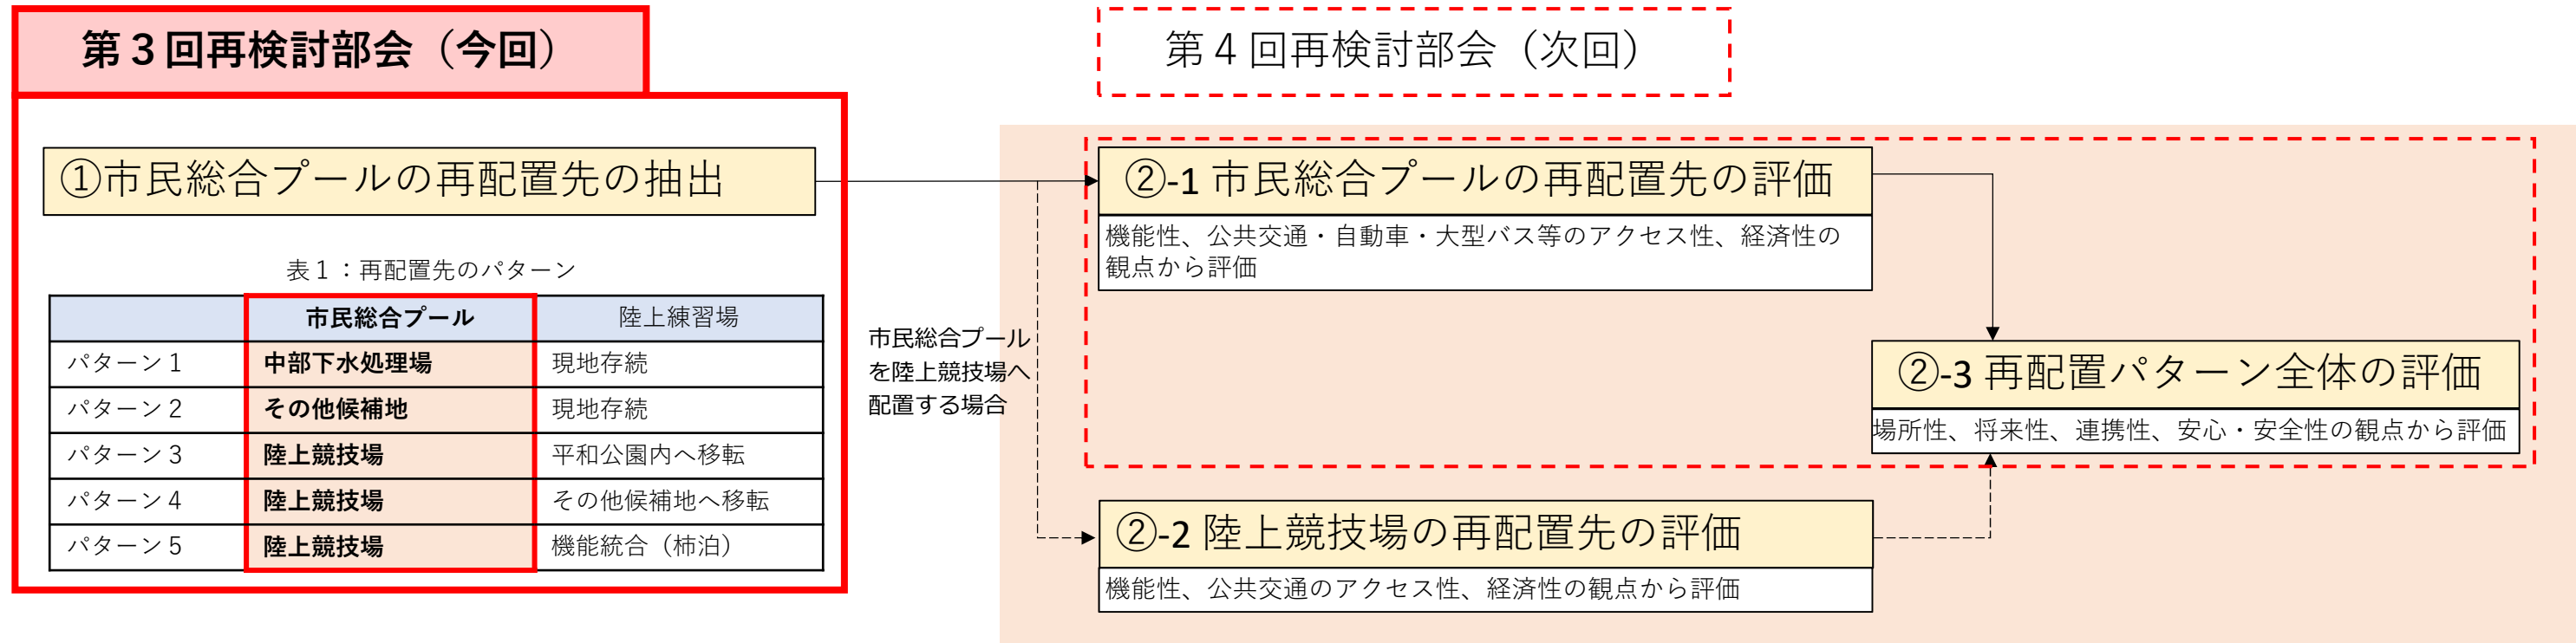 第３回再検討部会（今回）
①市民総合プールの再配置先の抽出
表１：再配置先のパターン
市民総合プール 陸上練習場
パターン１ 中部下水処理場 現地存続
パターン２ その他候補地 現地存続
パターン３ 陸上競技場 平和公園内へ移転
パターン４ 陸上競技場 その他候補地へ移転
パターン５ 陸上競技場 機能統合（柿泊）
市民総合プール
を陸上競技場へ
配置する場合
第４回再検討部会（次回）
②-1 市民総合プールの再配置先の評価
機能性、公共交通・自動車・大型バス等のアクセス性、経済性の
観点から評価
②-2 陸上競技場の再配置先の評価
機能性、公共交通のアクセス性、経済性の観点から評価
②-3 再配置パターン全体の評価
場所性、将来性、連携性、安心・安全性の観点から評価